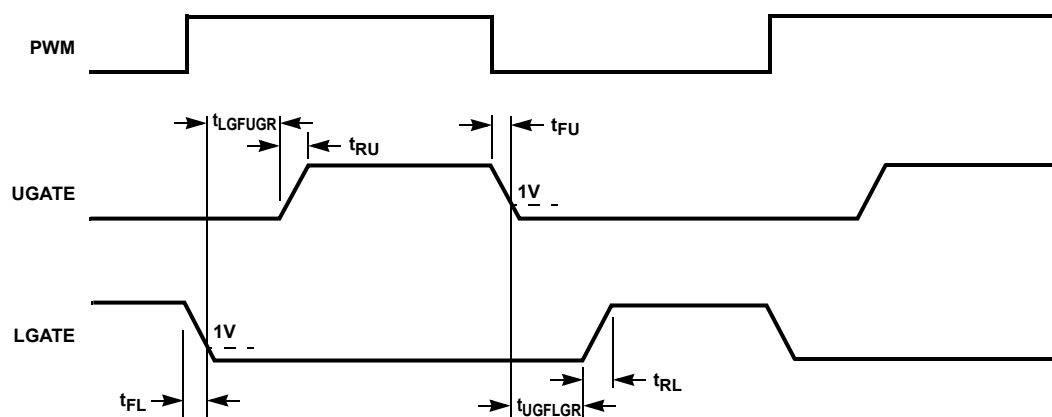 PWM
tLGFUGR
tFU
tRU
1V
UGATE
1V
LGATE
tFL
tRL
tUGFLGR